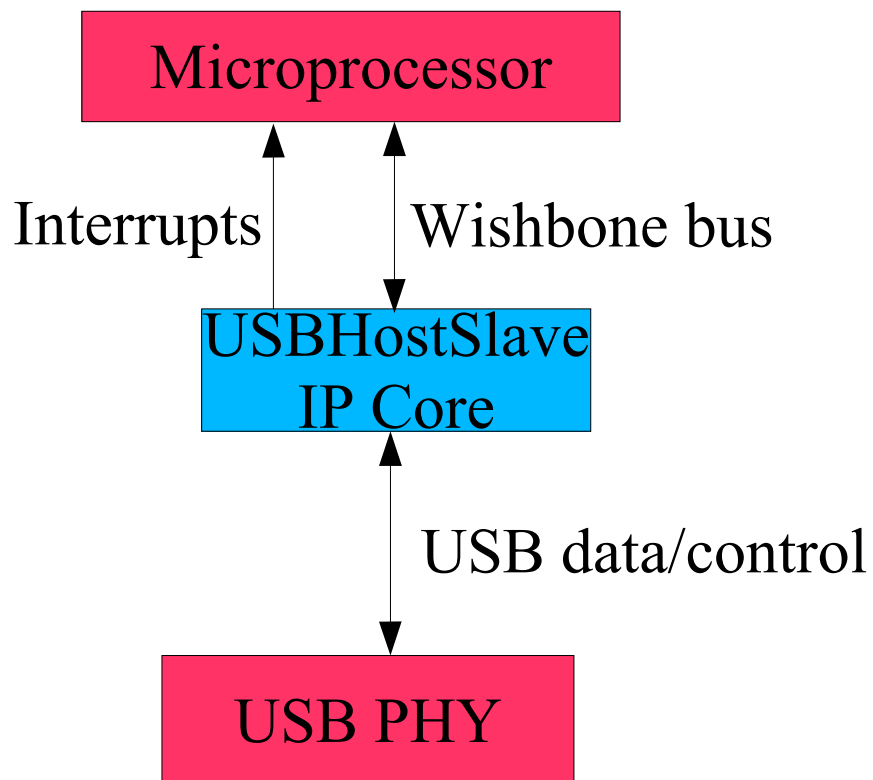 Microprocessor
Interrupts
Wishbone bus
USBHostSlave
IP Core
USB data/control
USB PHY